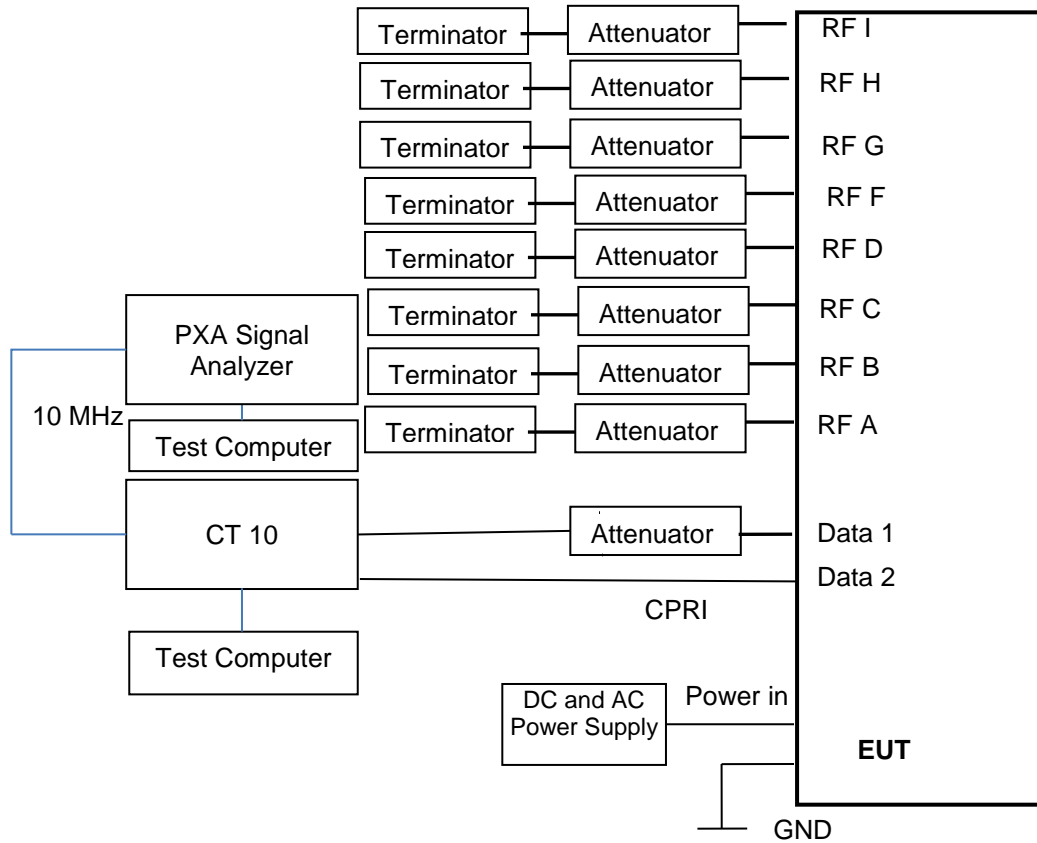 Terminator Attenuator RF I
Terminator Attenuator RF H
Terminator Attenuator RF G
Terminator Attenuator RF F
Terminator Attenuator RF D
Terminator Attenuator RF C
Terminator Attenuator RF B
Terminator Attenuator RF A
PXA Signal
Analyzer
10 MHz
Test Computer
CT 10
Attenuator Data 1
Data 2
CPRI
Test Computer
DC and AC
Power Supply
Power in
EUT
GND